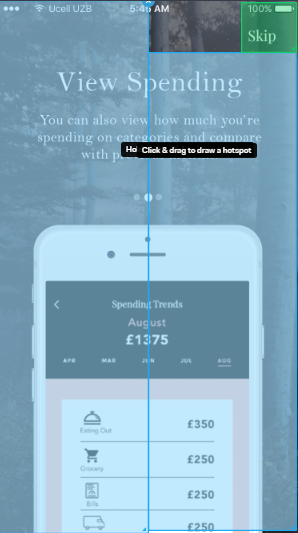 Ucell UZB
5:45 AM
100%
Skip
View Spending
You can also view how much you're
spending on categories and compare
with
Click & drag to draw a hotspot
Spending Trends
August
£1375
APR MAR JUN JUL AUG
Eating Out £350
Grocery £250
Bills £250
£250